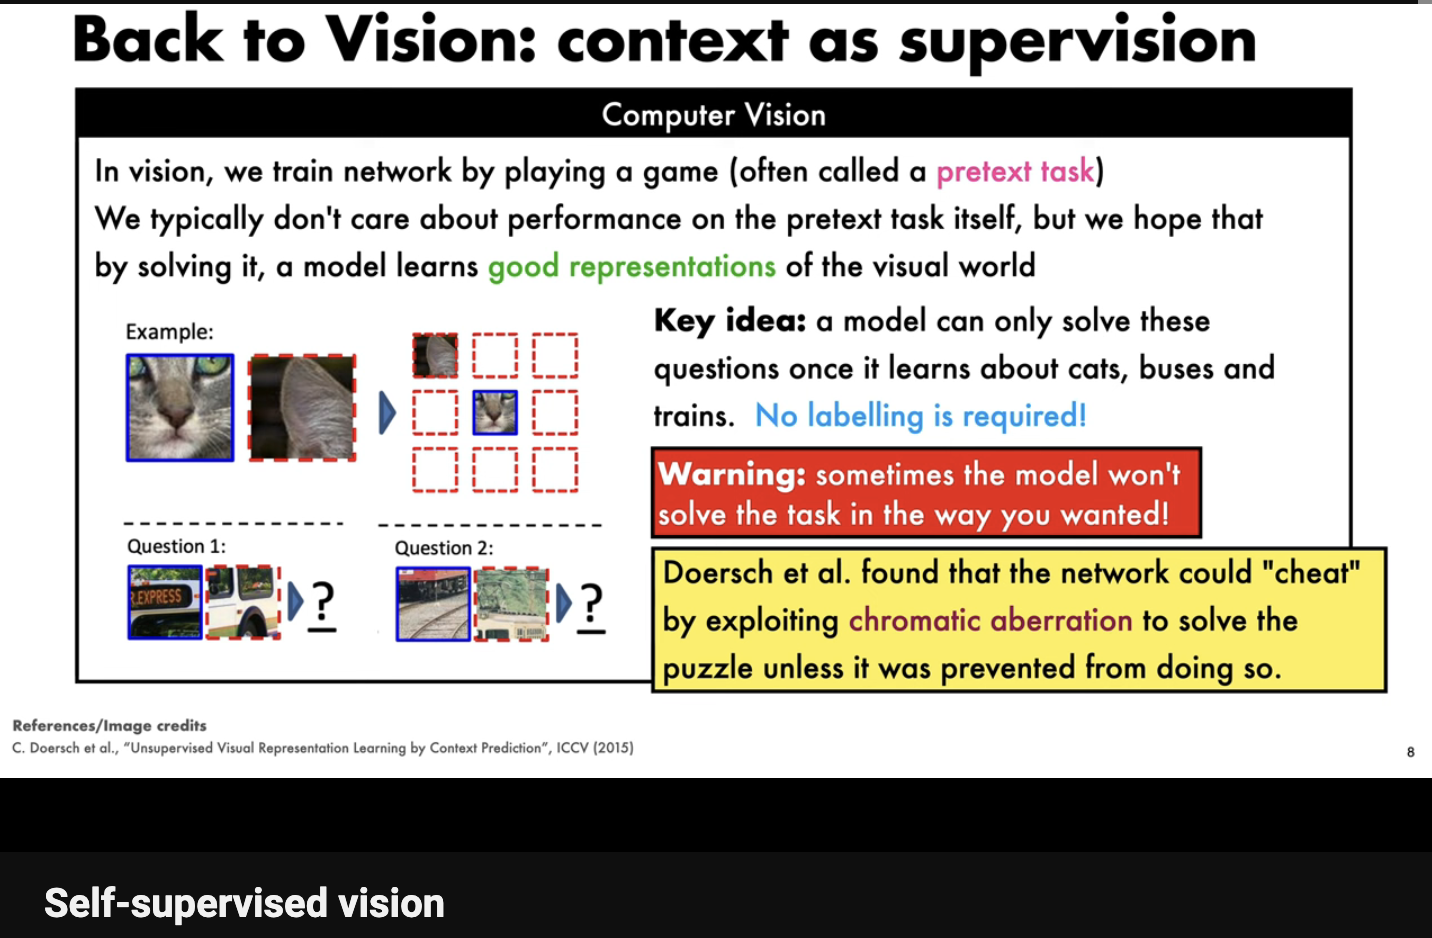 Back to Vision: context as supervision
Computer Vision
In vision, we train network by playing a game (often called a pretext task)
We typically don't care about performance on the pretext task itself, but we hope that
by solving it, a model learns good representations of the visual world
Example:
Key idea: a model can only solve these
questions once it learns about cats, buses and
trains. No labelling is required!
Warning: sometimes the model won't
solve the task in the way you wanted!
Question 1:
EXPRESS
?
Question 2:
?
Doersch et al. found that the network could "cheat"
by exploiting chromatic aberration to solve the
puzzle unless it was prevented from doing so.
References/Image credits
C. Doersch et al., “Unsupervised Visual Representation Learning by Context Prediction”, ICCV (2015)
8
Self-supervised vision